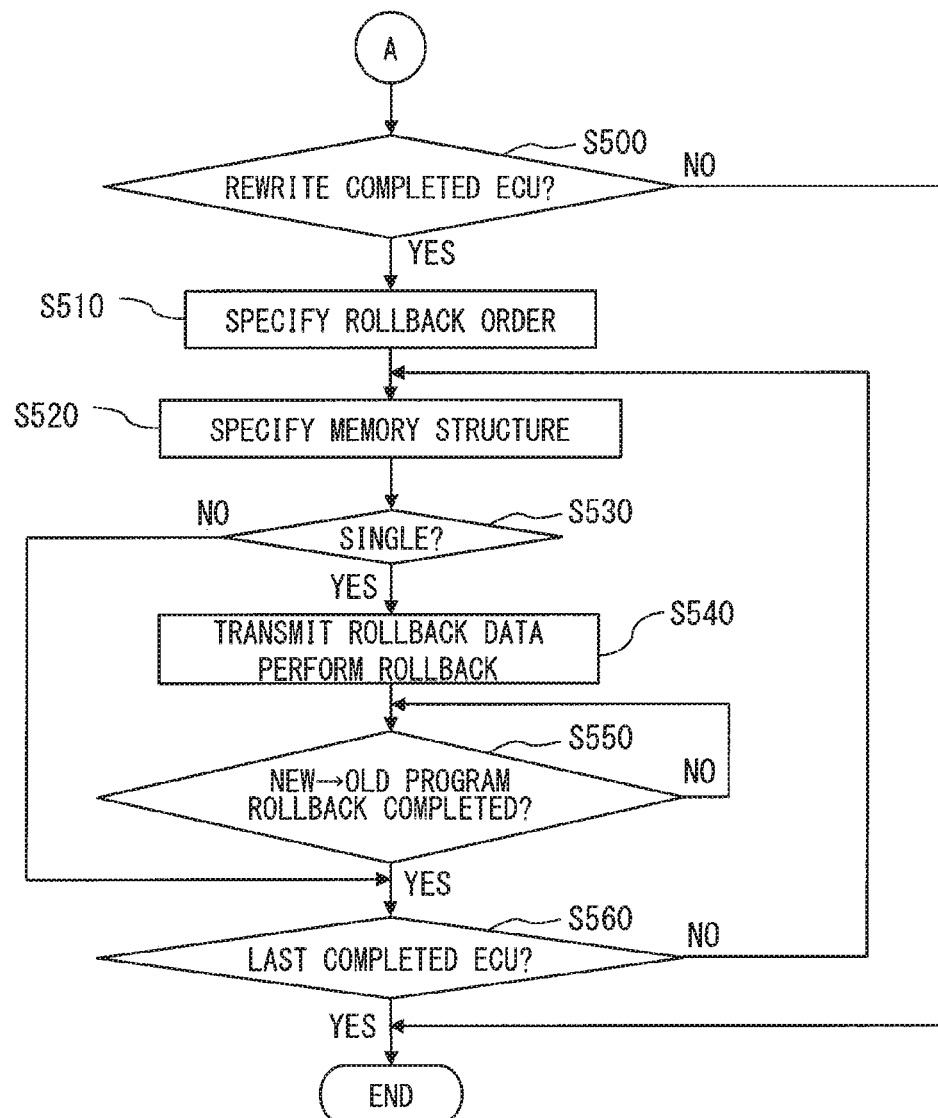 A
S500
REWRITE COMPLETED ECU?
NO
YES
S510
SPECIFY ROLLBACK ORDER
S520
SPECIFY MEMORY STRUCTURE
NO
S530
SINGLE?
YES
S540
TRANSMIT ROLLBACK DATA
PERFORM ROLLBACK
S550
NEW→OLD PROGRAM
ROLLBACK COMPLETED?
NO
YES
S560
LAST COMPLETED ECU?
NO
YES
END